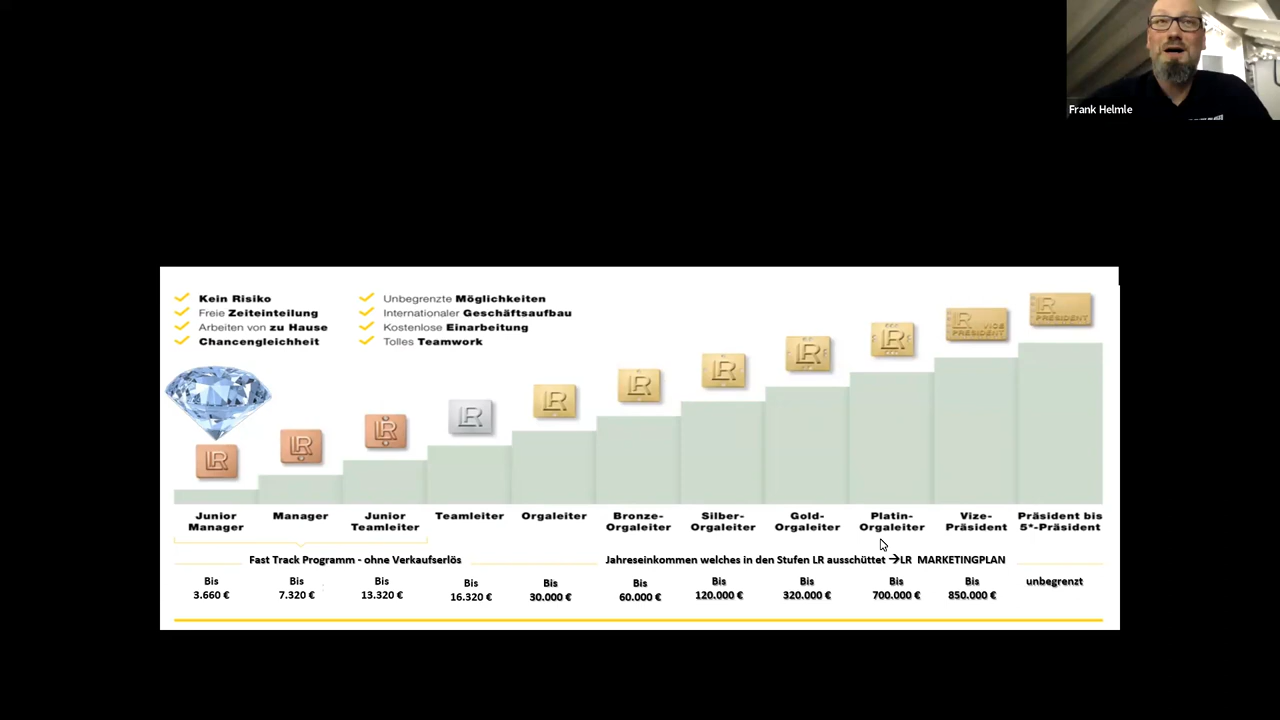 Frank Helmle
Kein Risiko
Freie Zeiteinteilung
Arbeiten von zu Hause
Chancengleichheit
Unbegrenzte Möglichkeiten
Internationaler Geschäftsaufbau
Kostenlose Einarbeitung
Tolles Teamwork
LR
LR
LR
LR
LR
LR
LR
LR
LR
LR VICE
PRESIDENT
LR
PRESIDENT
Junior
Manager
Manager
Junior
Teamleiter
Teamleiter
Orgaleiter
Bronze-
Orgaleiter
Silber-
Orgaleiter
Gold-
Orgaleiter
Platin-
Orgaleiter
Vize-
Präsident
Präsident bis
5*-Präsident
Fast Track Programm - ohne Verkaufserlös
Jahreseinkommen welches in den Stufen LR ausschüttet →LR MARKETINGPLAN
Bis
3.660 €
Bis
7.320 €
Bis
13.320 €
Bis
16.320 €
Bis
30.000 €
Bis
60.000 €
Bis
120.000 €
Bis
320.000 €
Bis
700.000 €
Bis
850.000 €
unbegrenzt